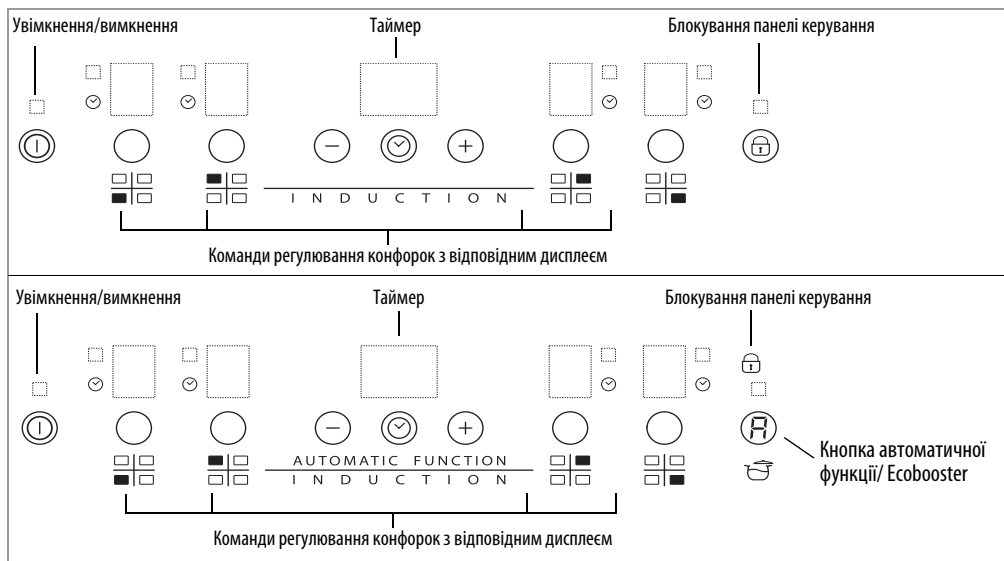 Увімкнення/вимкнення
Таймер
Блокування панелі керування
INDUCTION
Команди регулювання конфорок з відповідним дисплеєм
Увімкнення/вимкнення
Таймер
Блокування панелі керування
A
Кнопка автоматичної
функції/ Ecobooster
AUTOMATIC FUNCTION
INDUCTION
Команди регулювання конфорок з відповідним дисплеєм